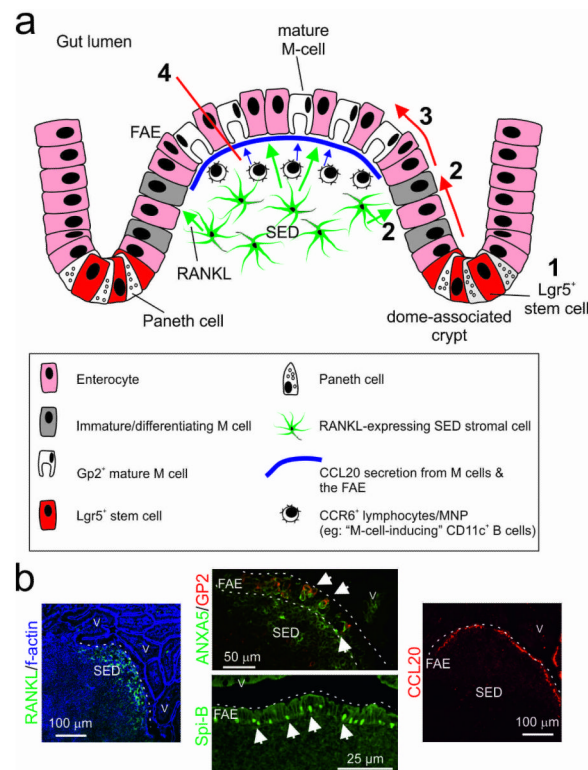 a
Gut lumen
mature
M-cell
4
FAE
3
2
SED
2
RANKL
1
Lgr5+
stem cell
Paneth cell
dome-associated
crypt
Enterocyte
Paneth cell
Immature/differentiating M cell
RANKL-expressing SED stromal cell
Gp2+ mature M cell
CCL20 secretion from M cells &
the FAE
Lgr5+ stem cell
CCR6+ lymphocytes/MNP
(eg: “M-cell-inducing” CD11c+ B cells)
b
RANKL/f-actin
V
SED
V
100 µm
ANXA5/GP2
FAE
V
SED
50 µm
Spi-B
V
FAE
25 µm
CCL20
V
FAE
SED
100 µm